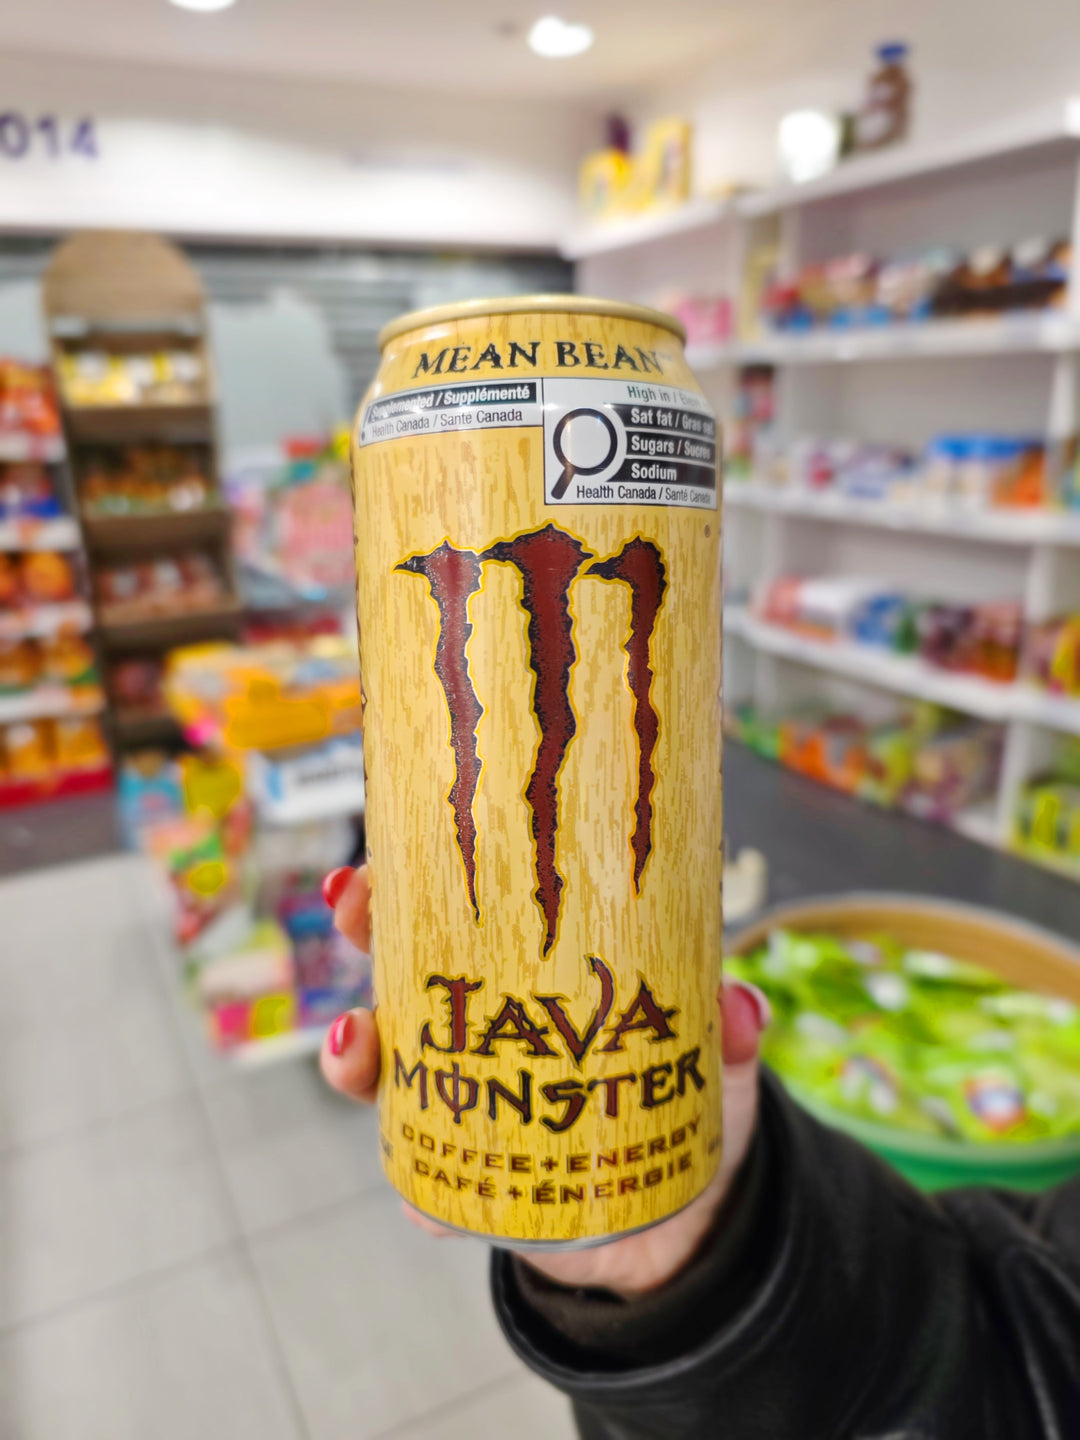 014
MEAN BEAN
Supplemented / Supplémenté
Health Canada / Santé Canada
High in /
Sat fat / Gras sat
Sugars / Sucres
Sodium
Health Canada / Santé Canada
JAVA
MONSTER
COFFEE + ENERGY
CAFÉ + ÉNERGIE